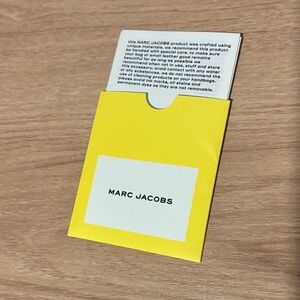 this MARC JACOBS product was crafted using
unique materials. we recommend this product
be handled with special care. to make sure
your bag or small leather good remains
beautiful for as long as possible we
recommend when not in use, stuff and store
this accessory. avoid contact with any water
or oily substances. we do not recommend the
use of cleaning products on your handbags.
please avoid ink marks, oil stains and
permanent dyes as they are not removable.
MARC JACOBS